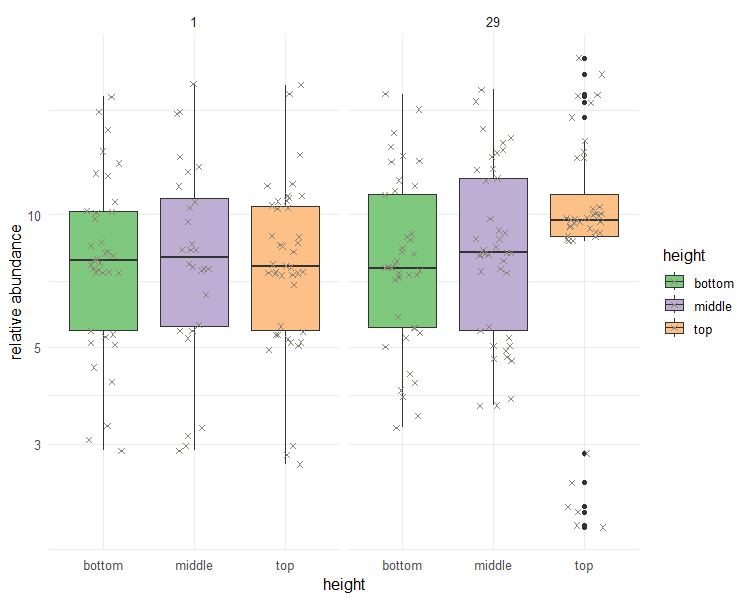 1 29
10
5
3
relative abundance
bottom middle top bottom middle top
height
height
bottom
middle
top